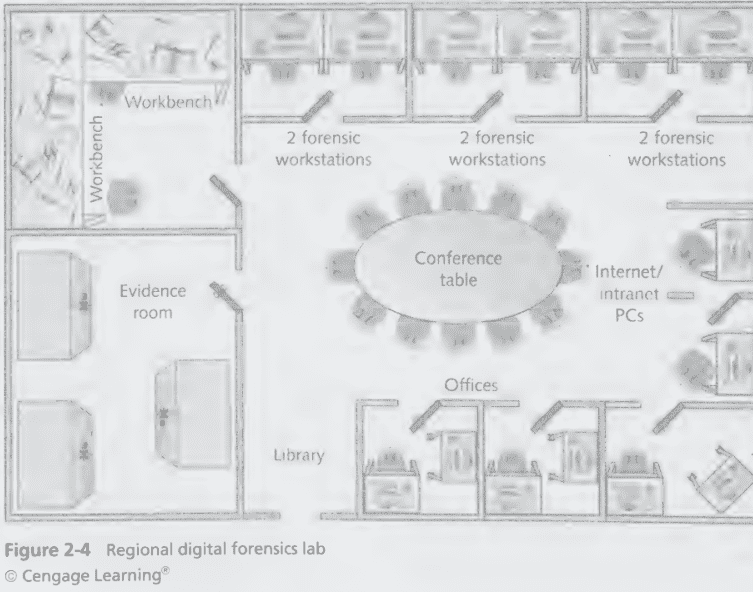 Workbench
Workbench
2 forensic
workstations
2 forensic
workstations
2 forensic
workstations
Conference
table
Internet/
intranet
PCs
Evidence
room
Offices
Library
Figure 2-4 Regional digital forensics lab
© Cengage Learning®